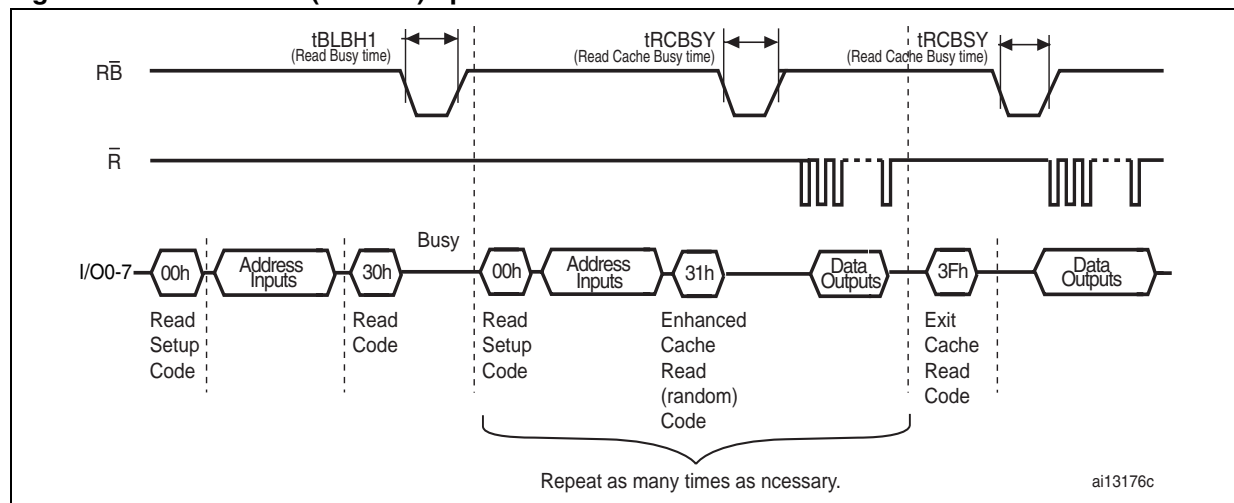 tBLBH1
(Read Busy time)
tRCBSY
(Read Cache Busy time)
tRCBSY
(Read Cache Busy time)
RB̅
R̅
Busy
I/O0-7
00h
Address
Inputs
30h
00h
Address
Inputs
31h
Data
Outputs
3Fh
Data
Outputs
Read
Setup
Code
Read
Code
Read
Setup
Code
Enhanced
Cache
Read
(random)
Code
Exit
Cache
Read
Code
Repeat as many times as ncessary.
ai13176c